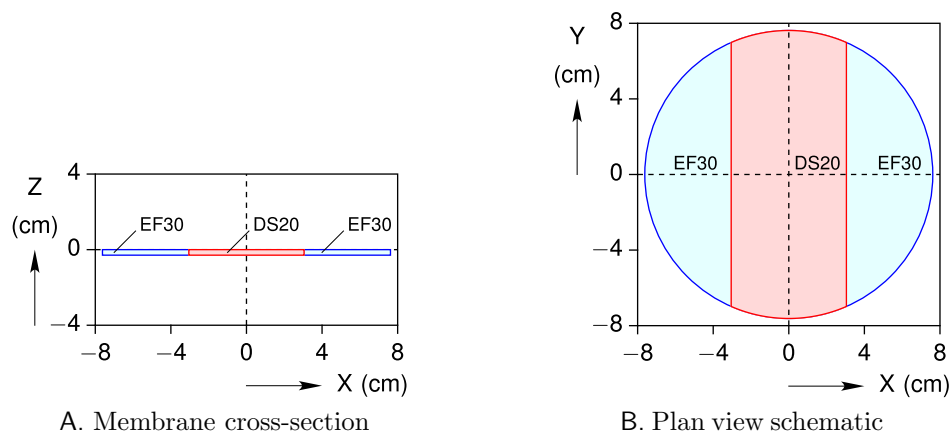 4
Z
(cm)
EF30
DS20
EF30
0
−4
−8
−4
0
4
8
X (cm)
A. Membrane cross-section
8
Y
(cm)
4
EF30
DS20
EF30
0
−4
−8
−8
−4
0
4
8
X (cm)
B. Plan view schematic